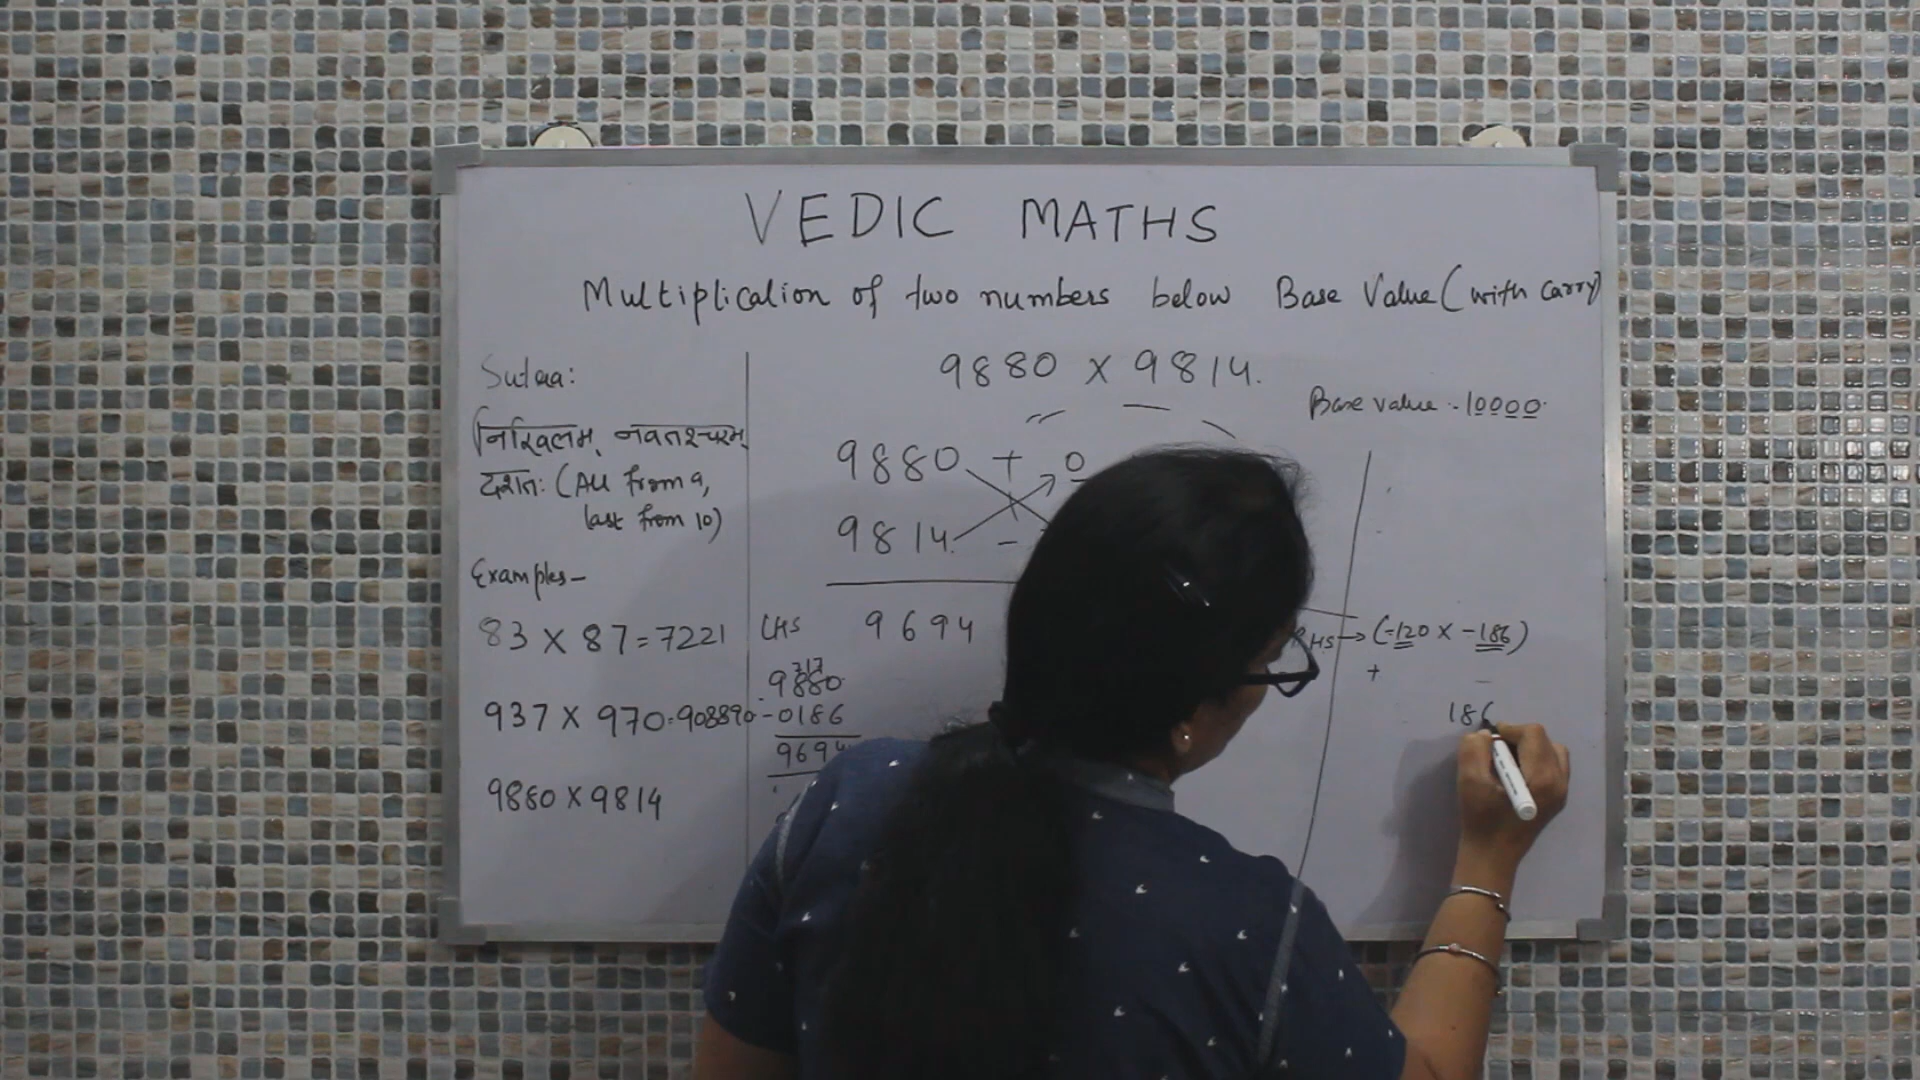 VEDIC MATHS
Multiplication of two numbers below Base Value (with carry)
Sutra:
निखिलम्, नवतश्चरमं
दशतः (All from 9,
last from 10)
Examples-
83 X 87 = 7221
937 X 970 = 908890
9880 X 9814
9880 X 9814.
Base value - 10000
9880 + 0
9814 -
9694
LHS
717
9880
-0186
9694
RHS → (-120 X -186)
+
186